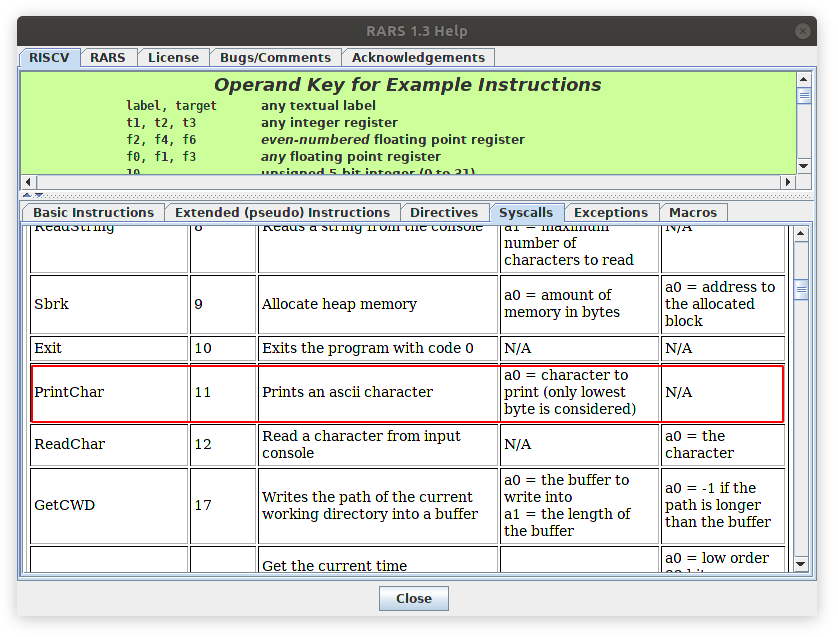 RARS 1.3 Help
RISCV RARS License Bugs/Comments Acknowledgements
Operand Key for Example Instructions
label, target any textual label
t1, t2, t3 any integer register
f2, f4, f6 even-numbered floating point register
f0, f1, f3 any floating point register
10 unsigned 5-bit integer (0 to 31)
Basic Instructions Extended (pseudo) Instructions Directives Syscalls Exceptions Macros
ReadString 8 Reads a string from the console a1 = maximum N/A
number of
characters to read
Sbrk 9 Allocate heap memory a0 = amount of
memory in bytes a0 = address to
the allocated
block
Exit 10 Exits the program with code 0 N/A N/A
PrintChar 11 Prints an ascii character a0 = character to
print (only lowest
byte is considered) N/A
ReadChar 12 Read a character from input
console N/A a0 = the
character
GetCWD 17 Writes the path of the current
working directory into a buffer a0 = the buffer to
write into
a1 = the length of
the buffer a0 = -1 if the
path is longer
than the buffer
Get the current time a0 = low order
Close